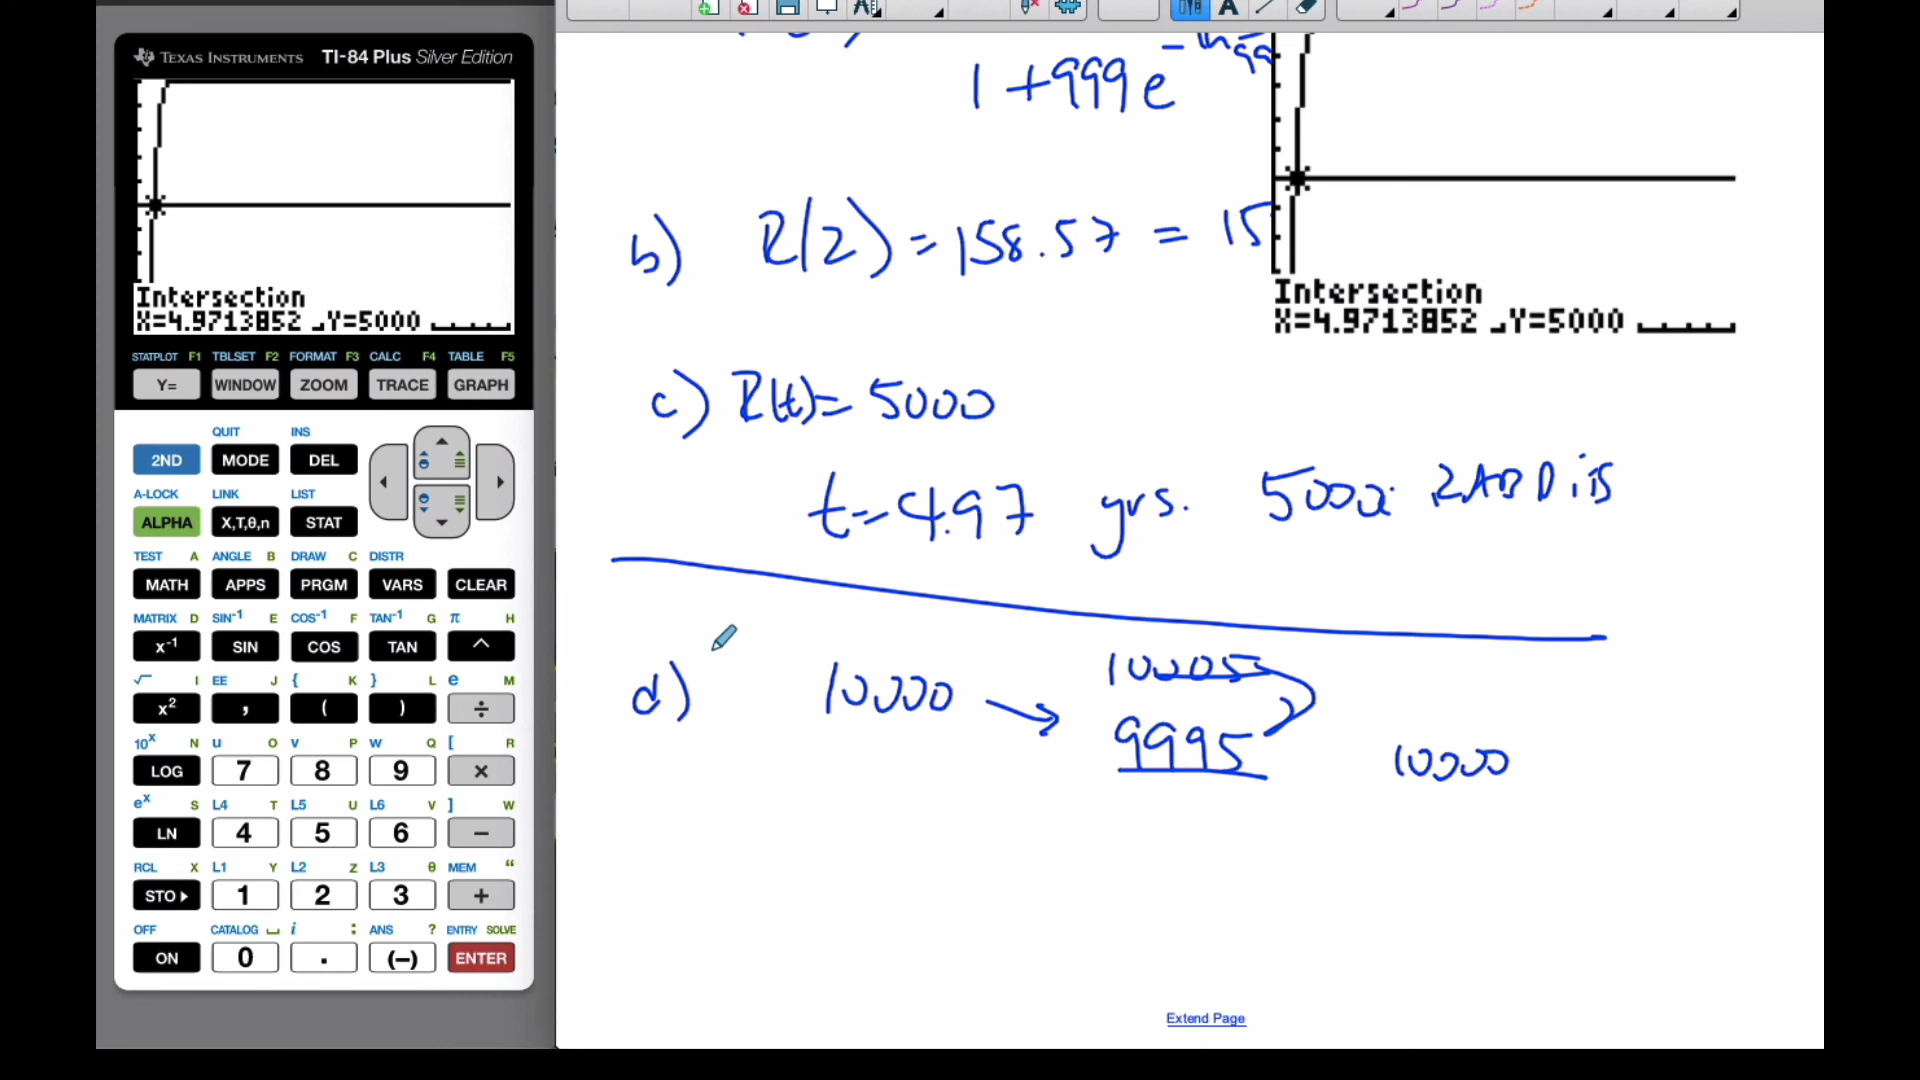 TEXAS INSTRUMENTS TI-84 Plus Silver Edition
Intersection
X=4.9713852 Y=5000
STATPLOT F1 TBLSET F2 FORMAT F3 CALC F4 TABLE F5
Y= WINDOW ZOOM TRACE GRAPH
QUIT INS
2ND MODE DEL
A-LOCK LINK LIST
ALPHA X,T,θ,n STAT
TEST A ANGLE B DRAW C DISTR
MATH APPS PRGM VARS CLEAR
MATRIX D SIN⁻¹ E COS⁻¹ F TAN⁻¹ G π H
x⁻¹ SIN COS TAN ^
√ I EE J { K } L e M
x² , ( ) ÷
10ˣ N u O v P w Q [ R
LOG 7 8 9 ×
eˣ S L4 T L5 U L6 V ] W
LN 4 5 6 −
RCL X L1 Y L2 Z L3 θ MEM "
STO▶ 1 2 3 +
OFF CATALOG ␣ i : ANS ? ENTRY SOLVE
ON 0 . (−) ENTER
1+999e
b) R(2)=158.57 = 15
Intersection
X=4.9713852 Y=5000
c) R(t)= 5000
t=4.97 yrs.
d) 10000 → 10005
9995 10000
Extend Page